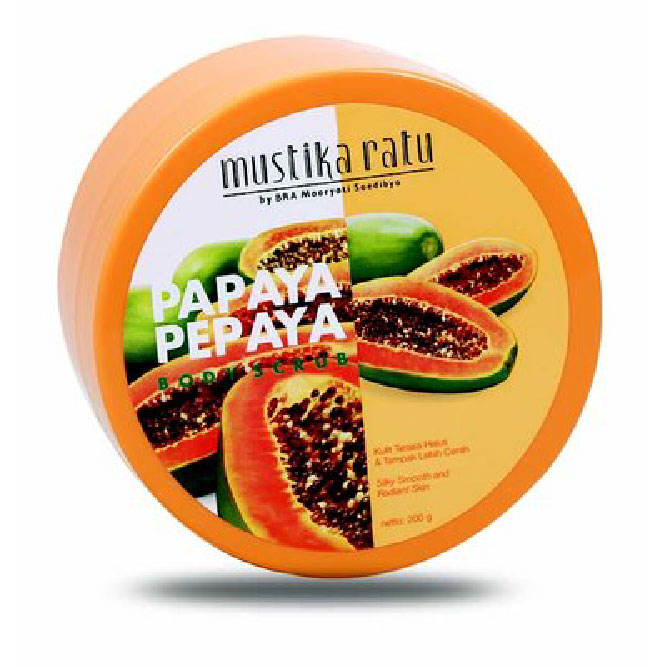 mustika ratu
by BRA Mooryati Soedibyo
PAPAYA
PEPAYA
BODY SCRUB
Kulit Terasa Halus
& Tampak Lebih Cerah
Silky Smooth and
Radiant Skin
netto: 200 g